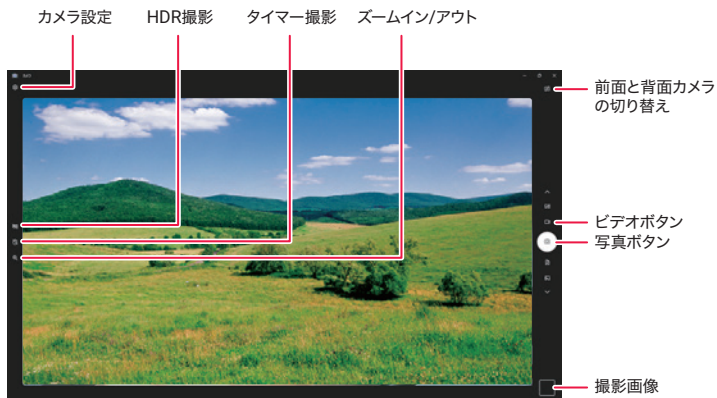 カメラ設定
HDR撮影
タイマー撮影
ズームイン/アウト
前面と背面カメラ
の切り替え
ビデオボタン
写真ボタン
撮影画像